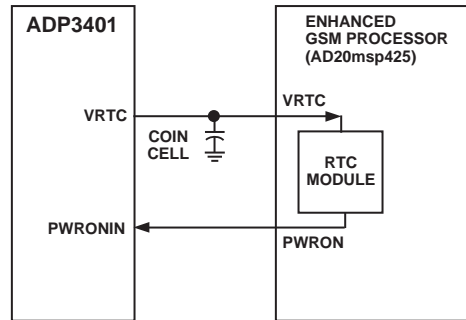 ADP3401
ENHANCED
GSM PROCESSOR
(AD20msp425)
VRTC
VRTC
COIN
CELL
RTC
MODULE
PWRONIN
PWRON